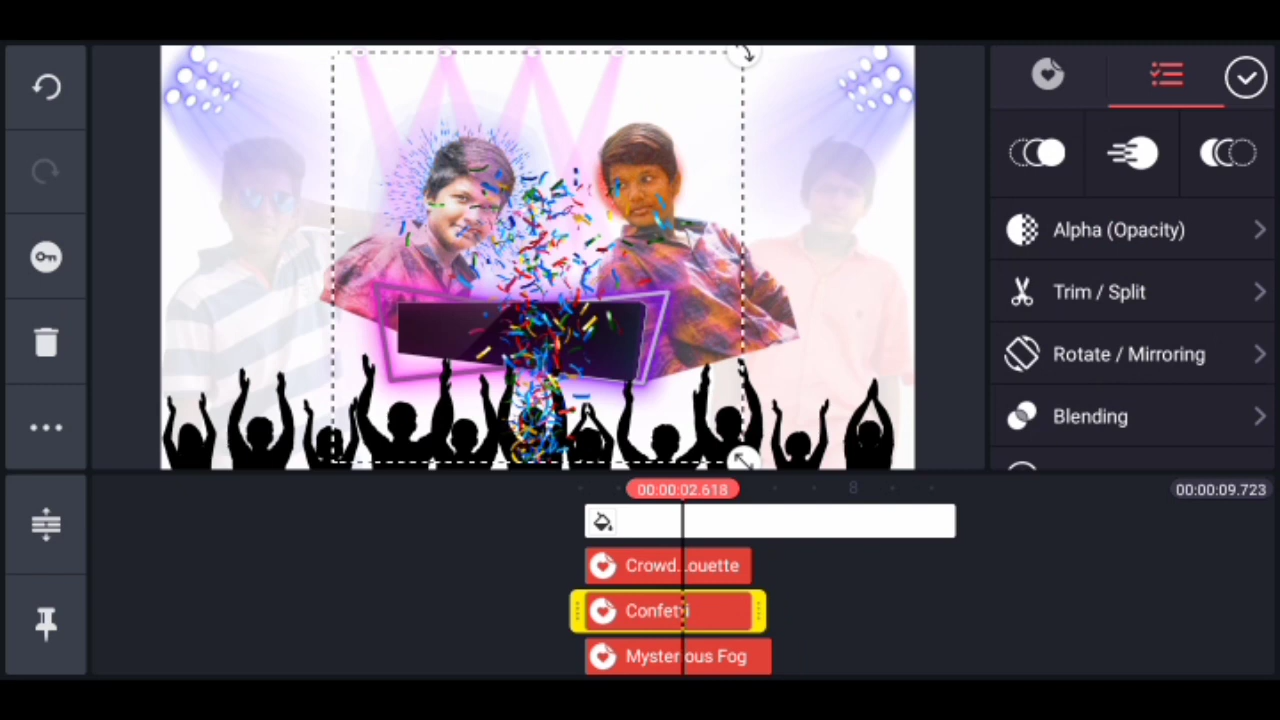 Alpha (Opacity)
Trim / Split
Rotate / Mirroring
Blending
00:00:02.618
8
00:00:09.723
Crowd..ouette
Confetti
Mysterious Fog